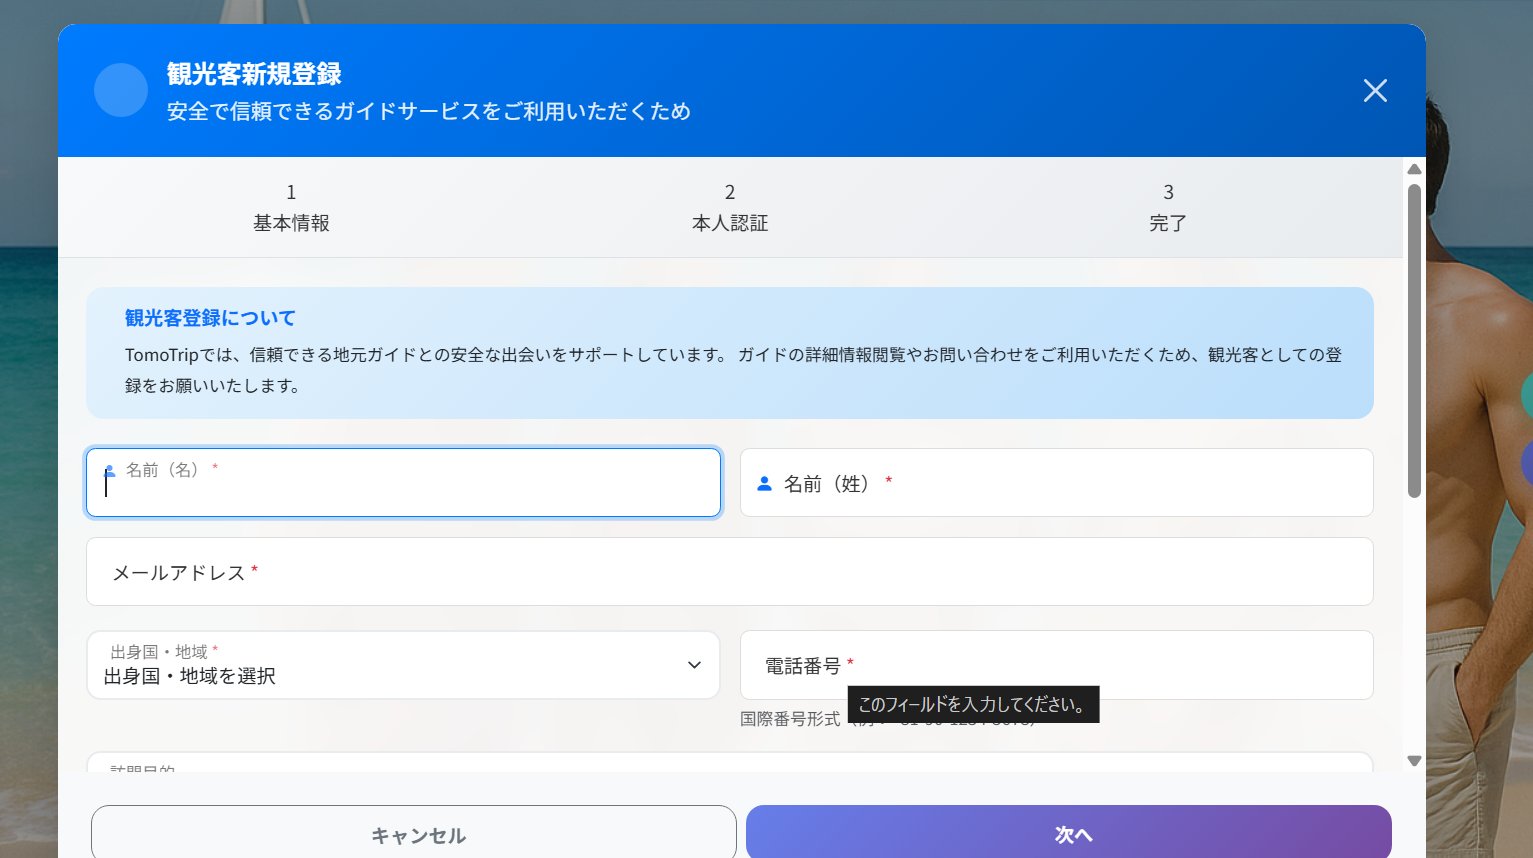 観光客新規登録
安全で信頼できるガイドサービスをご利用いただくため
1
基本情報
2
本人認証
3
完了
観光客登録について
TomoTripでは、信頼できる地元ガイドとの安全な出会いをサポートしています。 ガイドの詳細情報閲覧やお問い合わせをご利用いただくため、観光客としての登
録をお願いいたします。
名前（名） *
名前（姓） *
メールアドレス *
出身国・地域 *
出身国・地域を選択
電話番号 *
このフィールドを入力してください。
国際番号形式
訪問目的
キャンセル
次へ